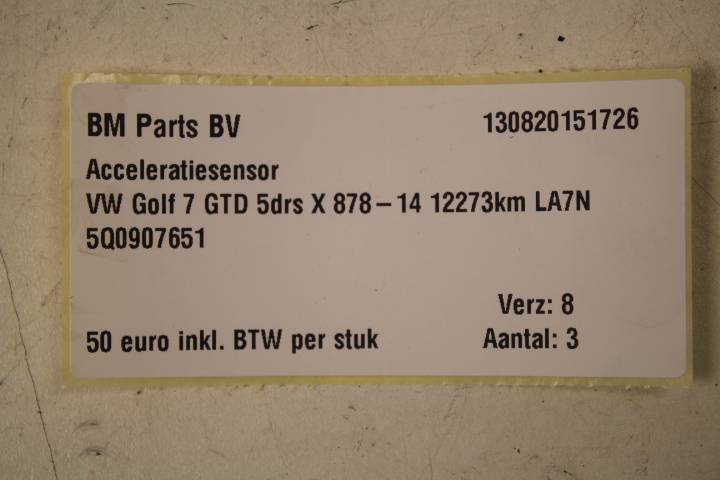 BM Parts BV 130820151726
Acceleratiesensor
VW Golf 7 GTD 5drs X 878-14 12273km LA7N
5Q0907651
Verz: 8
50 euro inkl. BTW per stuk Aantal: 3